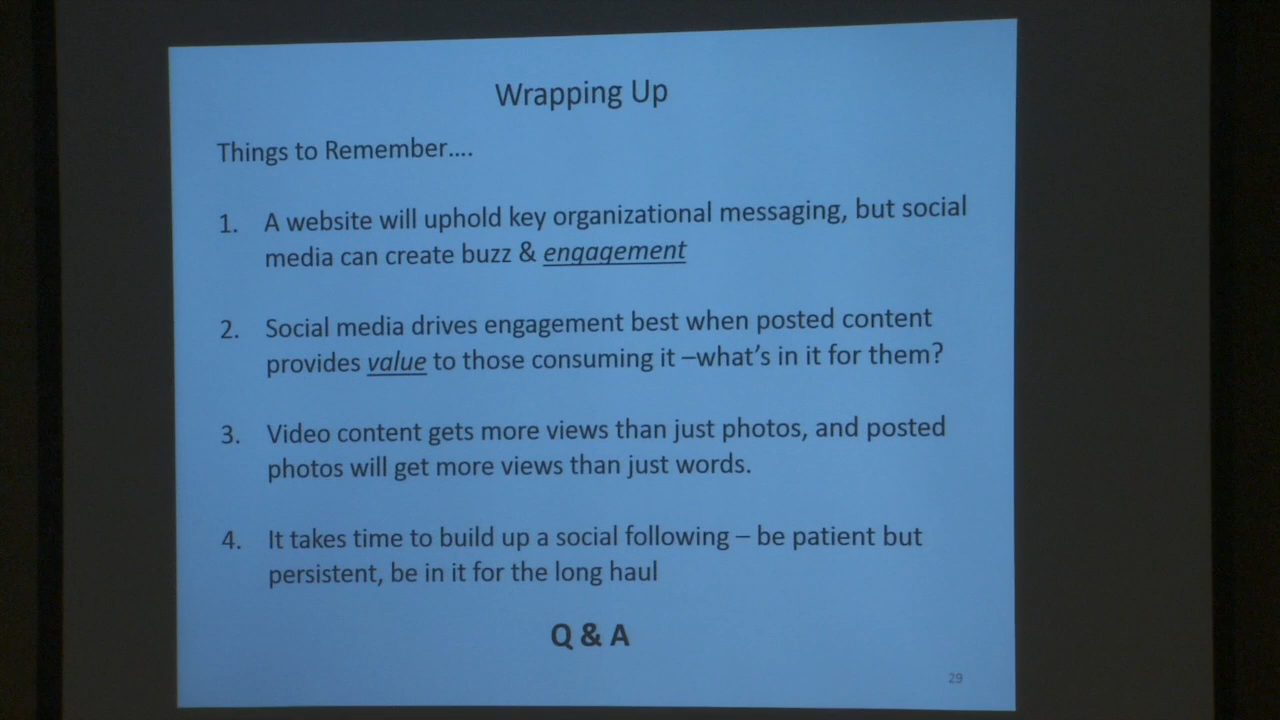 Wrapping Up
Things to Remember....
1. A website will uphold key organizational messaging, but social
media can create buzz & engagement
2. Social media drives engagement best when posted content
provides value to those consuming it –what's in it for them?
3. Video content gets more views than just photos, and posted
photos will get more views than just words.
4. It takes time to build up a social following – be patient but
persistent, be in it for the long haul
Q & A
29